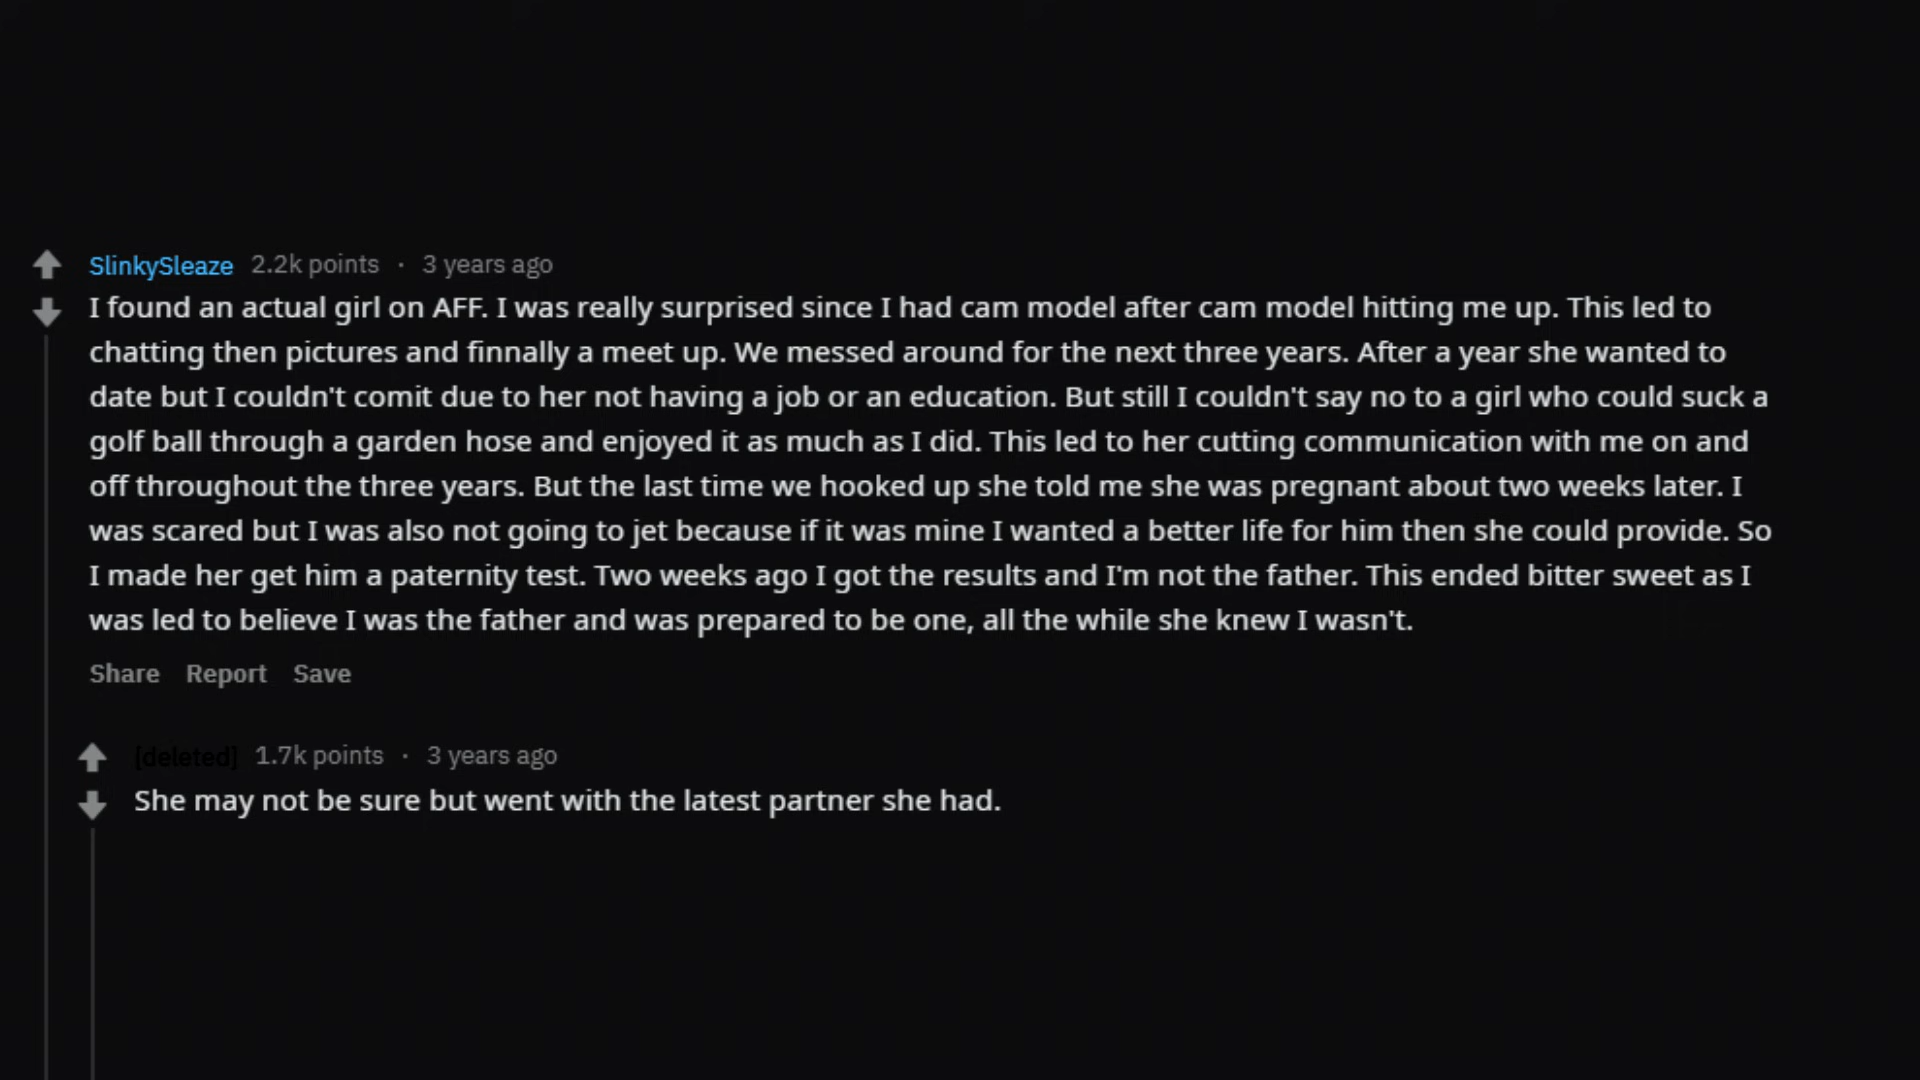 SlinkySleaze 2.2k points · 3 years ago
I found an actual girl on AFF. I was really surprised since I had cam model after cam model hitting me up. This led to
chatting then pictures and finnally a meet up. We messed around for the next three years. After a year she wanted to
date but I couldn't comit due to her not having a job or an education. But still I couldn't say no to a girl who could suck a
golf ball through a garden hose and enjoyed it as much as I did. This led to her cutting communication with me on and
off throughout the three years. But the last time we hooked up she told me she was pregnant about two weeks later. I
was scared but I was also not going to jet because if it was mine I wanted a better life for him then she could provide. So
I made her get him a paternity test. Two weeks ago I got the results and I'm not the father. This ended bitter sweet as I
was led to believe I was the father and was prepared to be one, all the while she knew I wasn't.
Share Report Save
[deleted] 1.7k points · 3 years ago
She may not be sure but went with the latest partner she had.